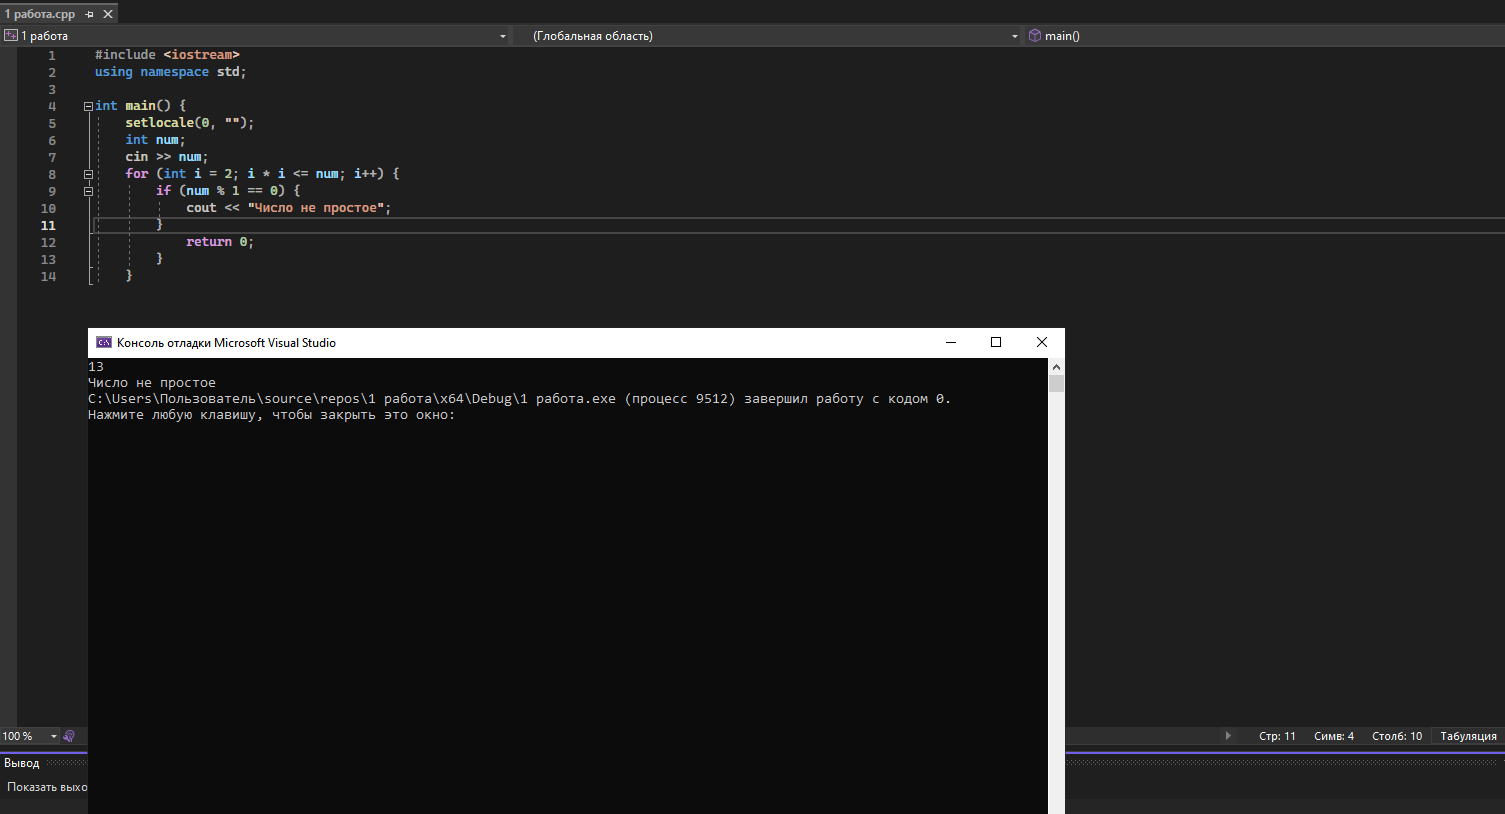 1 работа.cpp
1 работа (Глобальная область) main()
1 #include <iostream>
2 using namespace std;
3
4 int main() {
5 setlocale(0, "");
6 int num;
7 cin >> num;
8 for (int i = 2; i * i <= num; i++) {
9 if (num % 1 == 0) {
10 cout << "Число не простое";
11 }
12 return 0;
13 }
14 }
Консоль отладки Microsoft Visual Studio
13
Число не простое
C:\Users\Пользователь\source\repos\1 работа\x64\Debug\1 работа.exe (процесс 9512) завершил работу с кодом 0.
Нажмите любую клавишу, чтобы закрыть это окно:
100 % Стр: 11 Симв: 4 Столб: 10 Табуляция
Вывод
Показать выхо